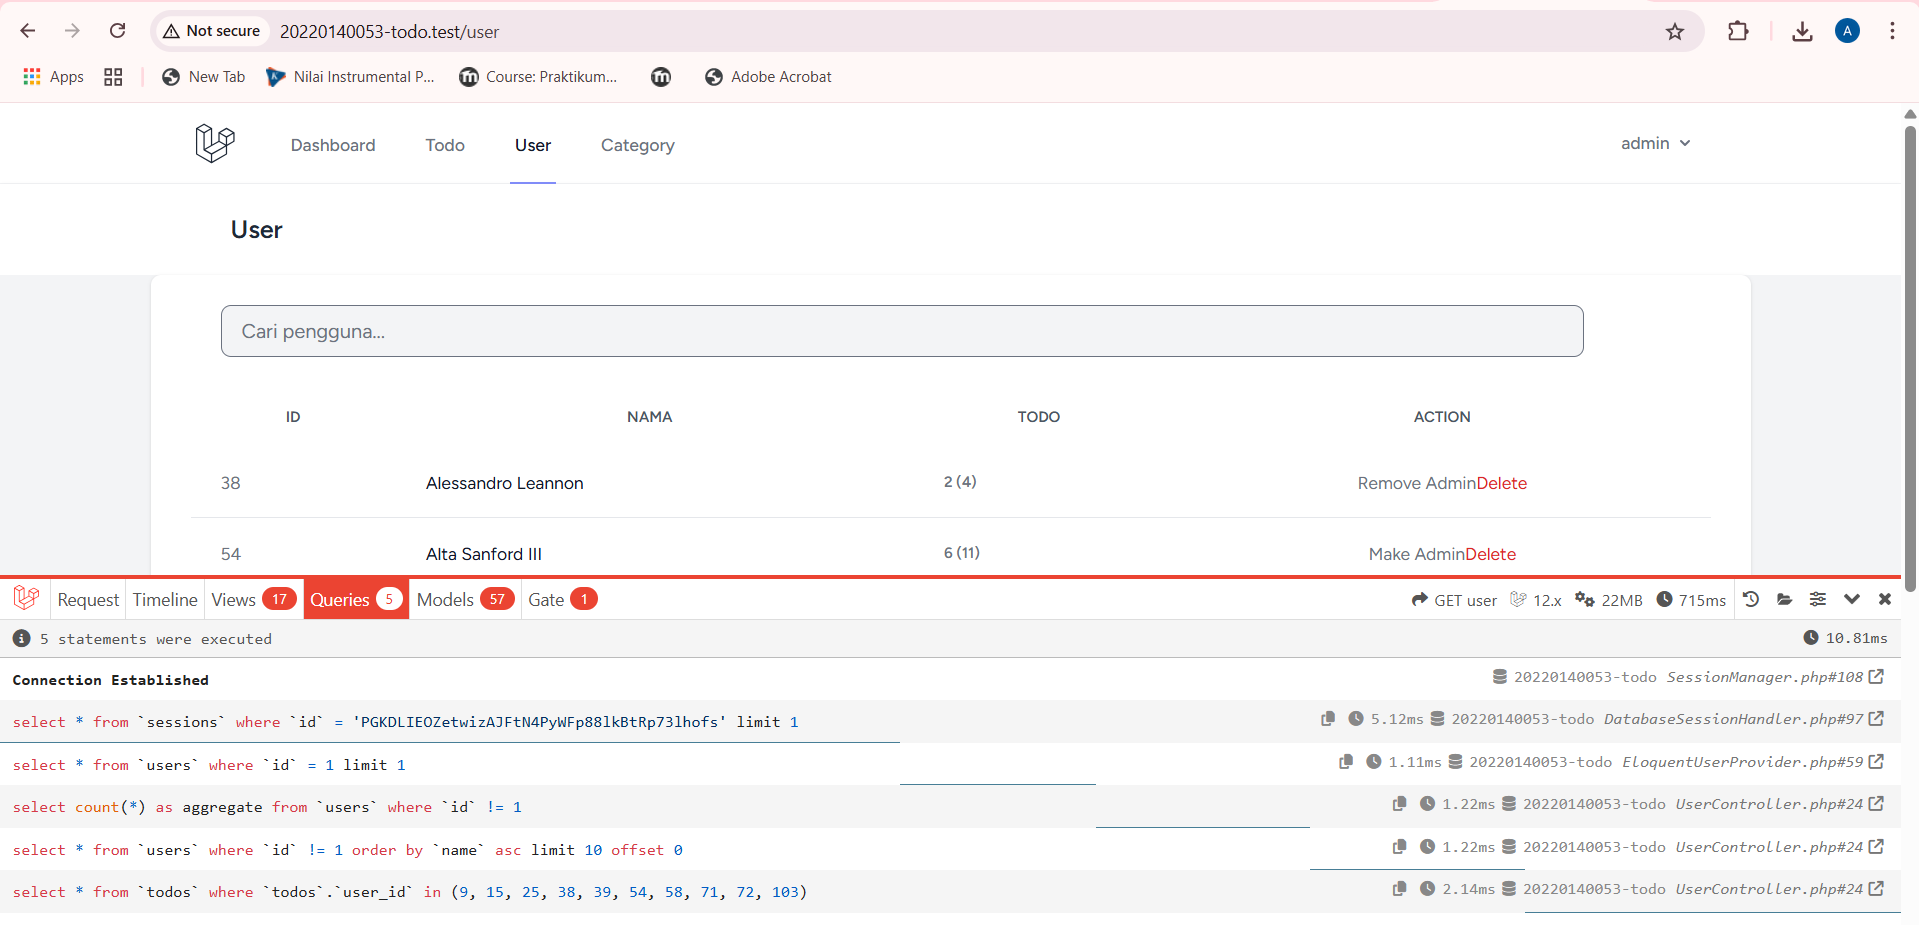 Not secure 20220140053-todo.test/user A
Apps New Tab Nilai Instrumental P... Course: Praktikum... Adobe Acrobat
Dashboard Todo User Category admin
User
Cari pengguna...
ID NAMA TODO ACTION
38 Alessandro Leannon 2 (4) Remove AdminDelete
54 Alta Sanford III 6 (11) Make AdminDelete
Request Timeline Views 17 Queries 5 Models 57 Gate 1 GET user 12.x 22MB 715ms
5 statements were executed 10.81ms
Connection Established 20220140053-todo SessionManager.php#108
select * from `sessions` where `id` = 'PGKDLIEOZetwizAJFtN4PyWFp88lkBtRp73lhofs' limit 1 5.12ms 20220140053-todo DatabaseSessionHandler.php#97
select * from `users` where `id` = 1 limit 1 1.11ms 20220140053-todo EloquentUserProvider.php#59
select count(*) as aggregate from `users` where `id` != 1 1.22ms 20220140053-todo UserController.php#24
select * from `users` where `id` != 1 order by `name` asc limit 10 offset 0 1.22ms 20220140053-todo UserController.php#24
select * from `todos` where `todos`.`user_id` in (9, 15, 25, 38, 39, 54, 58, 71, 72, 103) 2.14ms 20220140053-todo UserController.php#24